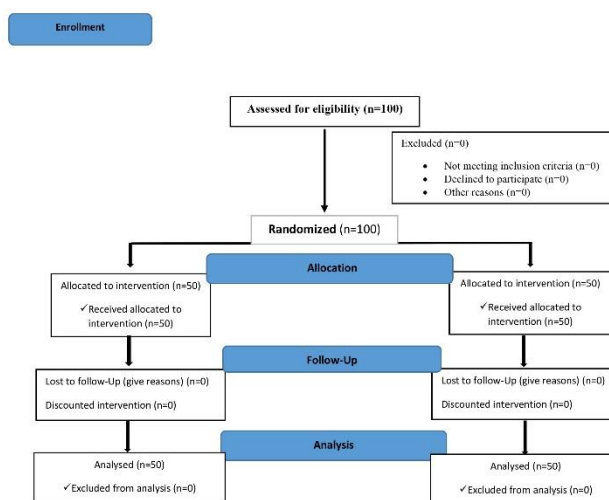 Enrollment
Assessed for eligibility (n=100)
Excluded (n=0)
• Not meeting inclusion criteria (n=0)
• Declined to participate (n=0)
• Other reasons (n=0)
Randomized (n=100)
Allocation
Allocated to intervention (n=50)
✓Received allocated to
intervention (n=50)
Allocated to intervention (n=50)
✓Received allocated to
intervention (n=50)
Follow-Up
Lost to follow-Up (give reasons) (n=0)
Discounted intervention (n=0)
Lost to follow-Up (give reasons) (n=0)
Discounted intervention (n=0)
Analysis
Analysed (n=50)
✓Excluded from analysis (n=0)
Analysed (n=50)
✓Excluded from analysis (n=0)